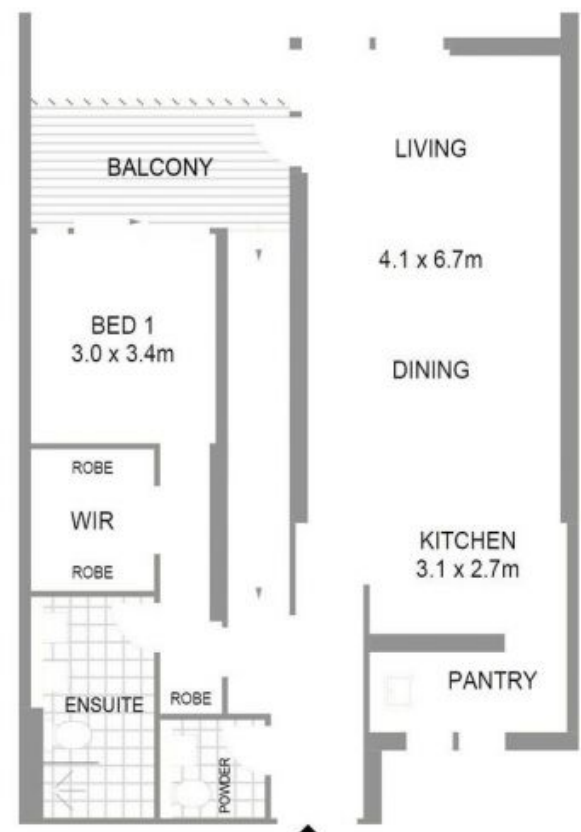 LIVING
BALCONY
4.1 x 6.7m
BED 1
3.0 x 3.4m
DINING
ROBE
WIR
KITCHEN
3.1 x 2.7m
ROBE
PANTRY
ROBE
ENSUITE
POWDER